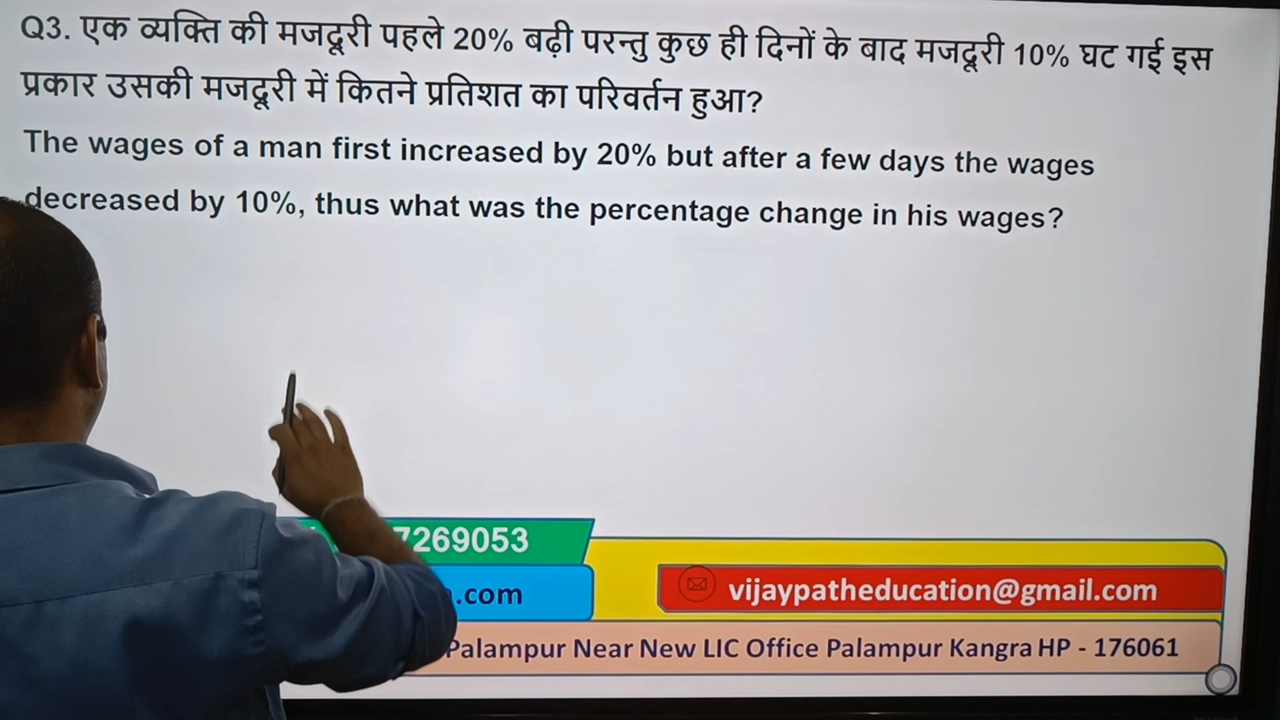 Q3. एक व्यक्ति की मजदूरी पहले 20% बढ़ी परन्तु कुछ ही दिनों के बाद मजदूरी 10% घट गई इस
प्रकार उसकी मजदूरी में कितने प्रतिशत का परिवर्तन हुआ?
The wages of a man first increased by 20% but after a few days the wages
decreased by 10%, thus what was the percentage change in his wages?
7269053
.com
vijaypatheducation@gmail.com
Palampur Near New LIC Office Palampur Kangra HP - 176061